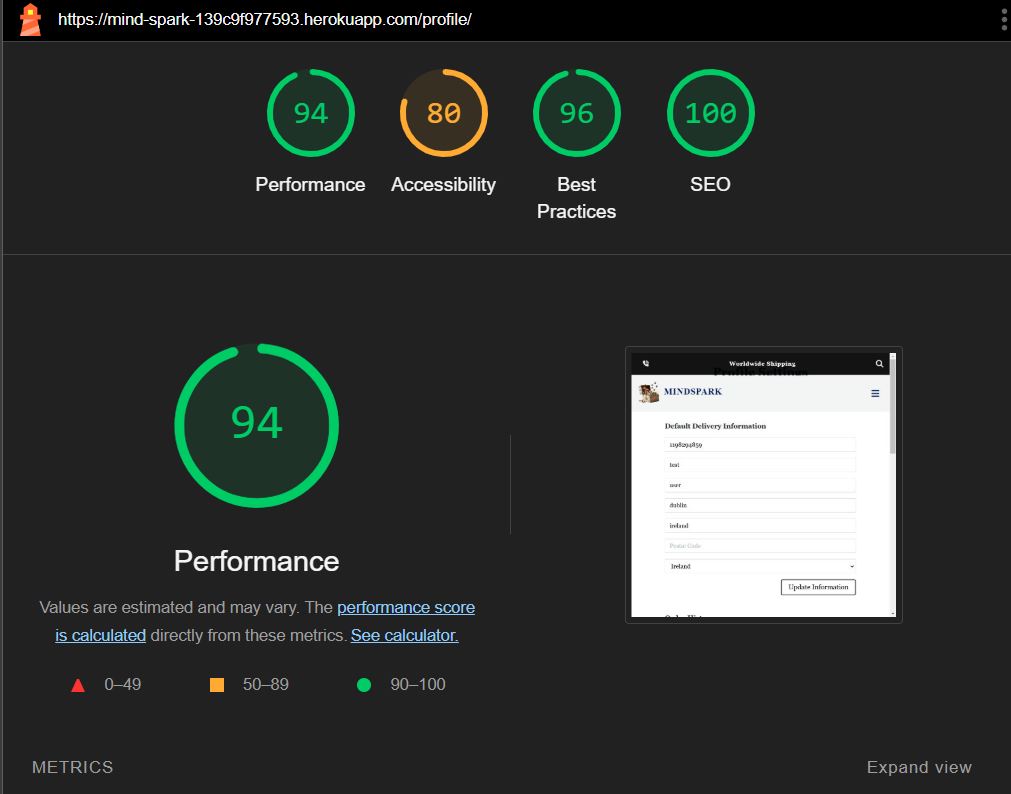 https://mind-spark-139c9f977593.herokuapp.com/profile/
94
80
96
100
Performance
Accessibility
Best
Practices
SEO
94
Performance
Values are estimated and may vary. The performance score
is calculated directly from these metrics. See calculator.
0–49
50–89
90–100
Worldwide Shipping
MINDSPARK
Default Delivery Information
1198294859
test
user
dublin
ireland
Postal Code
Ireland
Update Information
METRICS
Expand view